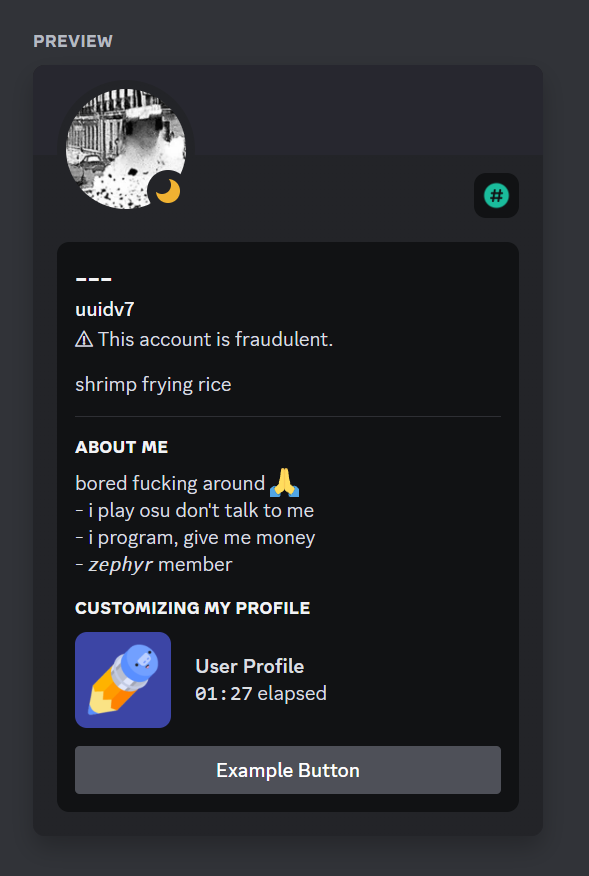 PREVIEW
#
---
uuidv7
⚠ This account is fraudulent.
shrimp frying rice
ABOUT ME
bored fucking around 🙏
- i play osu don't talk to me
- i program, give me money
- zephyr member
CUSTOMIZING MY PROFILE
User Profile
01:27 elapsed
Example Button